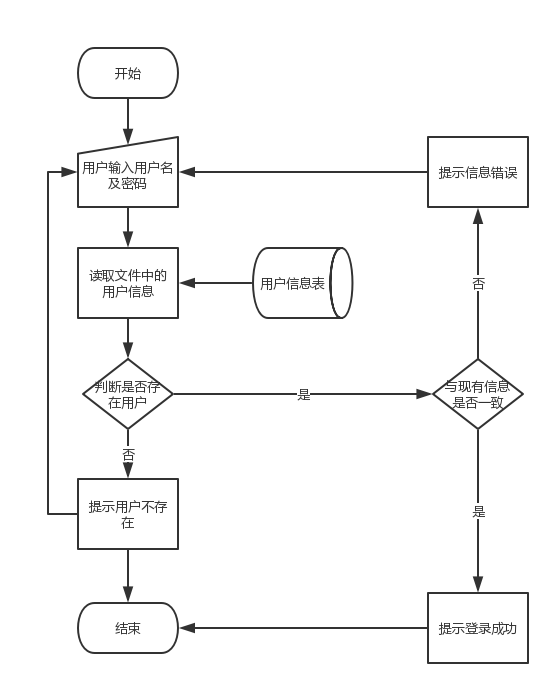 开始
用户输入用户名
及密码
提示信息错误
读取文件中的
用户信息
用户信息表
否
判断是否存
在用户
是
与现有信息
是否一致
否
提示用户不存
在
是
结束
提示登录成功